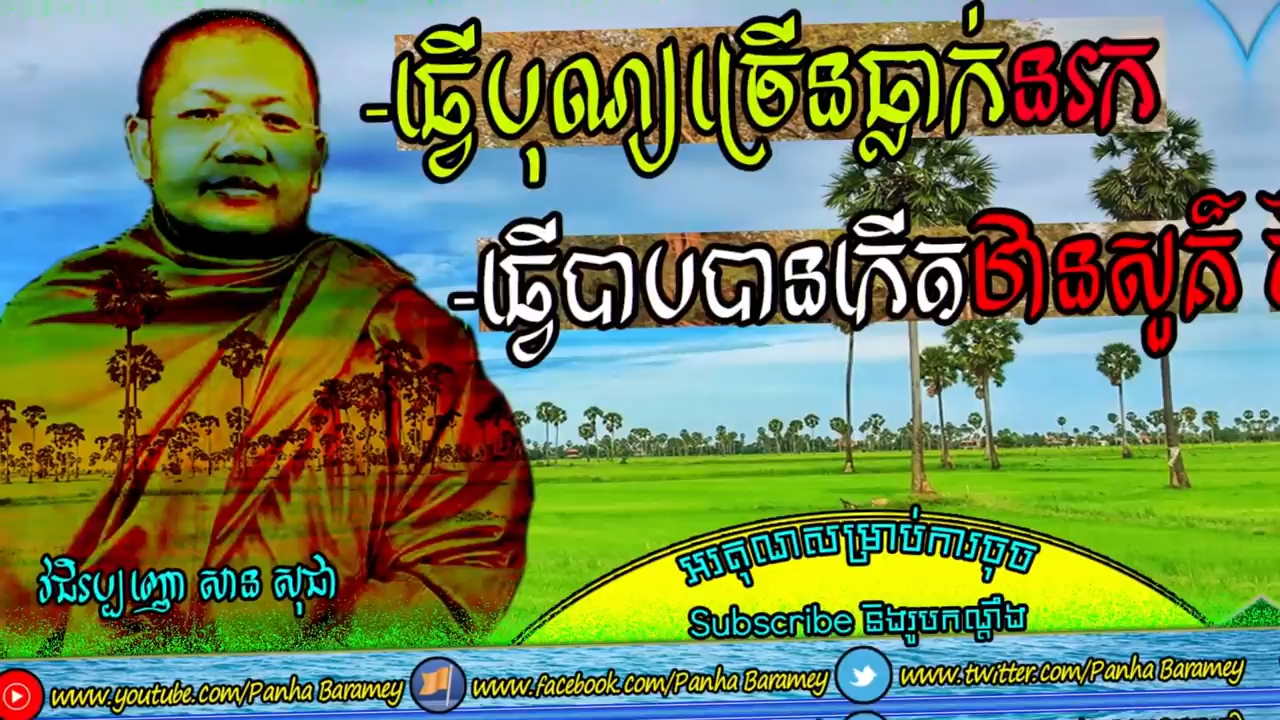 -ធ្វើបុណ្យច្រើនធ្លាក់នរក
-ធ្វើបាបបានកើតឋានសួគ៌
វជិរប្បញ្ញោ សាន សុជា
អរគុណសម្រាប់ការចុច
Subscribe និងរូបកណ្ដឹង
www.youtube.com/Panha Baramey
www.facebook.com/Panha Baramey
www.twitter.com/Panha Baramey